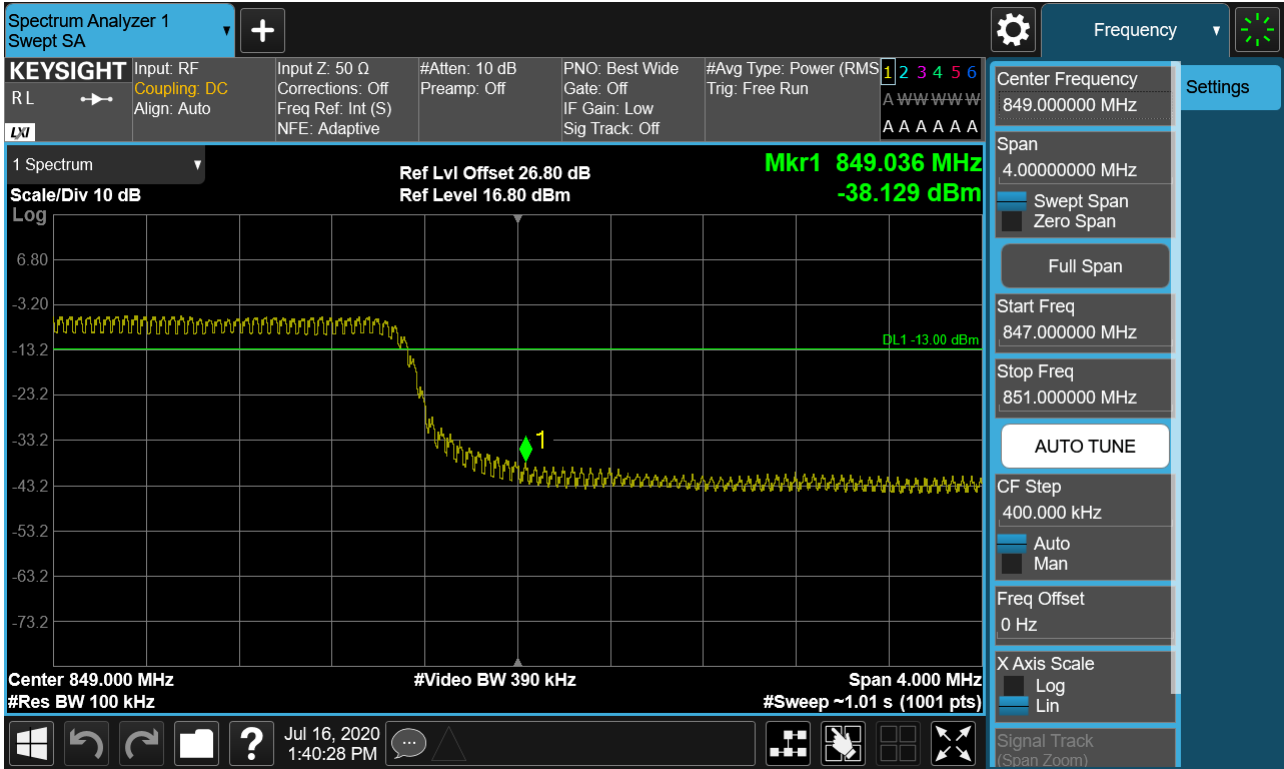 Spectrum Analyzer 1
Swept SA
Frequency
KEYSIGHT
R L
LXI
Input: RF
Coupling: DC
Align: Auto
Input Z: 50 Ω
Corrections: Off
Freq Ref: Int (S)
NFE: Adaptive
#Atten: 10 dB
Preamp: Off
PNO: Best Wide
Gate: Off
IF Gain: Low
Sig Track: Off
#Avg Type: Power (RMS
Trig: Free Run
1 2 3 4 5 6
A W W W W W
A A A A A A
1 Spectrum
Scale/Div 10 dB
Log
Ref Lvl Offset 26.80 dB
Ref Level 16.80 dBm
Mkr1 849.036 MHz
-38.129 dBm
6.80
-3.20
-13.2
-23.2
-33.2
-43.2
-53.2
-63.2
-73.2
DL1 -13.00 dBm
1
Center 849.000 MHz
#Res BW 100 kHz
#Video BW 390 kHz
Span 4.000 MHz
#Sweep ~1.01 s (1001 pts)
Jul 16, 2020
1:40:28 PM
Center Frequency
849.000000 MHz
Span
4.00000000 MHz
Swept Span
Zero Span
Full Span
Start Freq
847.000000 MHz
Stop Freq
851.000000 MHz
AUTO TUNE
CF Step
400.000 kHz
Auto
Man
Freq Offset
0 Hz
X Axis Scale
Log
Lin
Signal Track
(Span Zoom)
Settings